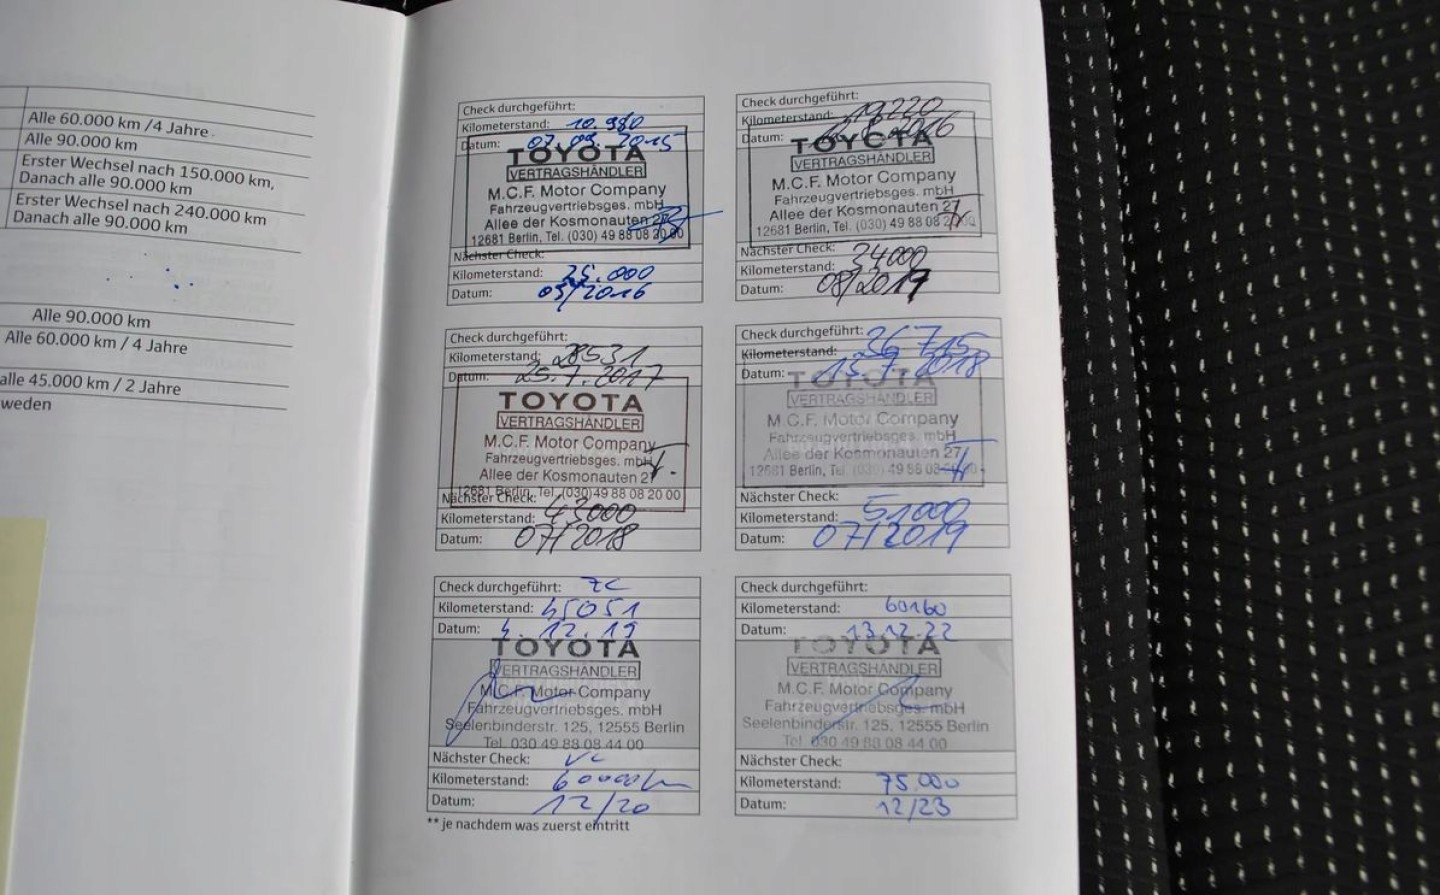 Alle 60.000 km /4 Jahre
Alle 90.000 km
Erster Wechsel nach 150.000 km,
Danach alle 90.000 km
Erster Wechsel nach 240.000 km
Danach alle 90.000 km
Alle 90.000 km
Alle 60.000 km / 4 Jahre
alle 45.000 km / 2 Jahre
weden
Check durchgeführt:
Kilometerstand: 10.980
Datum: 07.09.2015
TOYOTA
VERTRAGSHÄNDLER
M.C.F. Motor Company
Fahrzeugvertriebsges. mbH
Allee der Kosmonauten 27
12681 Berlin, Tel. (030) 49 88 08 20 00
Nächster Check:
Kilometerstand: 25.000
Datum: 09/2016
Check durchgeführt:
Kilometerstand: 19220
Datum: 2016
TOYOTA
VERTRAGSHÄNDLER
M.C.F. Motor Company
Fahrzeugvertriebsges. mbH
Allee der Kosmonauten 27
12681 Berlin, Tel. (030) 49 88 08 20 00
Nächster Check:
Kilometerstand: 34000
Datum: 08/2017
Check durchgeführt:
Kilometerstand: 28531
Datum: 25.7.2017
TOYOTA
VERTRAGSHÄNDLER
M.C.F. Motor Company
Fahrzeugvertriebsges. mbH
Allee der Kosmonauten 27
12681 Berlin, Tel. (030) 49 88 08 20 00
Nächster Check:
Kilometerstand: 43000
Datum: 07/2018
Check durchgeführt:
Kilometerstand: 36715
Datum: 13.7.2018
TOYOTA
VERTRAGSHÄNDLER
M.C.F. Motor Company
Fahrzeugvertriebsges. mbH
Allee der Kosmonauten 27
12681 Berlin, Tel. (030) 49 88 08 20 00
Nächster Check:
Kilometerstand: 51000
Datum: 07/2019
Check durchgeführt:
Kilometerstand: 45051
Datum: 4.12.19
TOYOTA
VERTRAGSHÄNDLER
M.C.F. Motor Company
Fahrzeugvertriebsges. mbH
Seelenbinderstr. 125, 12555 Berlin
Tel. 030 49 88 08 44 00
Nächster Check:
Kilometerstand: 60000km
Datum: 12/20
Check durchgeführt:
Kilometerstand: 60160
Datum: 13.12.22
TOYOTA
VERTRAGSHÄNDLER
M.C.F. Motor Company
Fahrzeugvertriebsges. mbH
Seelenbinderstr. 125, 12555 Berlin
Tel. 030 49 88 08 44 00
Nächster Check:
Kilometerstand: 75.000
Datum: 12/23
** je nachdem was zuerst eintritt